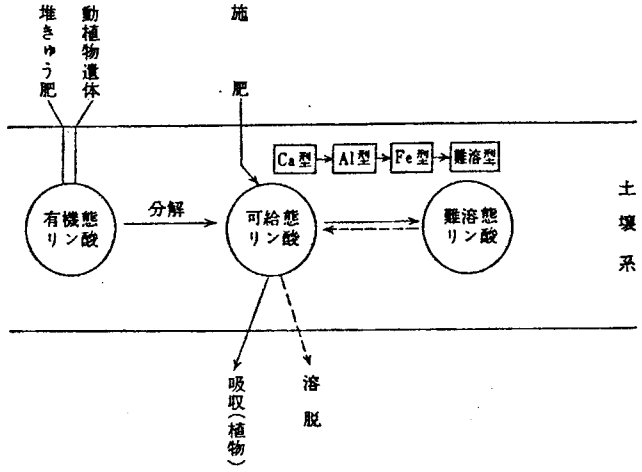 堆きゅう肥
動植物遺体
施肥
Ca型
Al型
Fe型
難溶型
有機態
リン酸
分解
可給態
リン酸
難溶態
リン酸
土壌系
吸収(植物)
溶脱